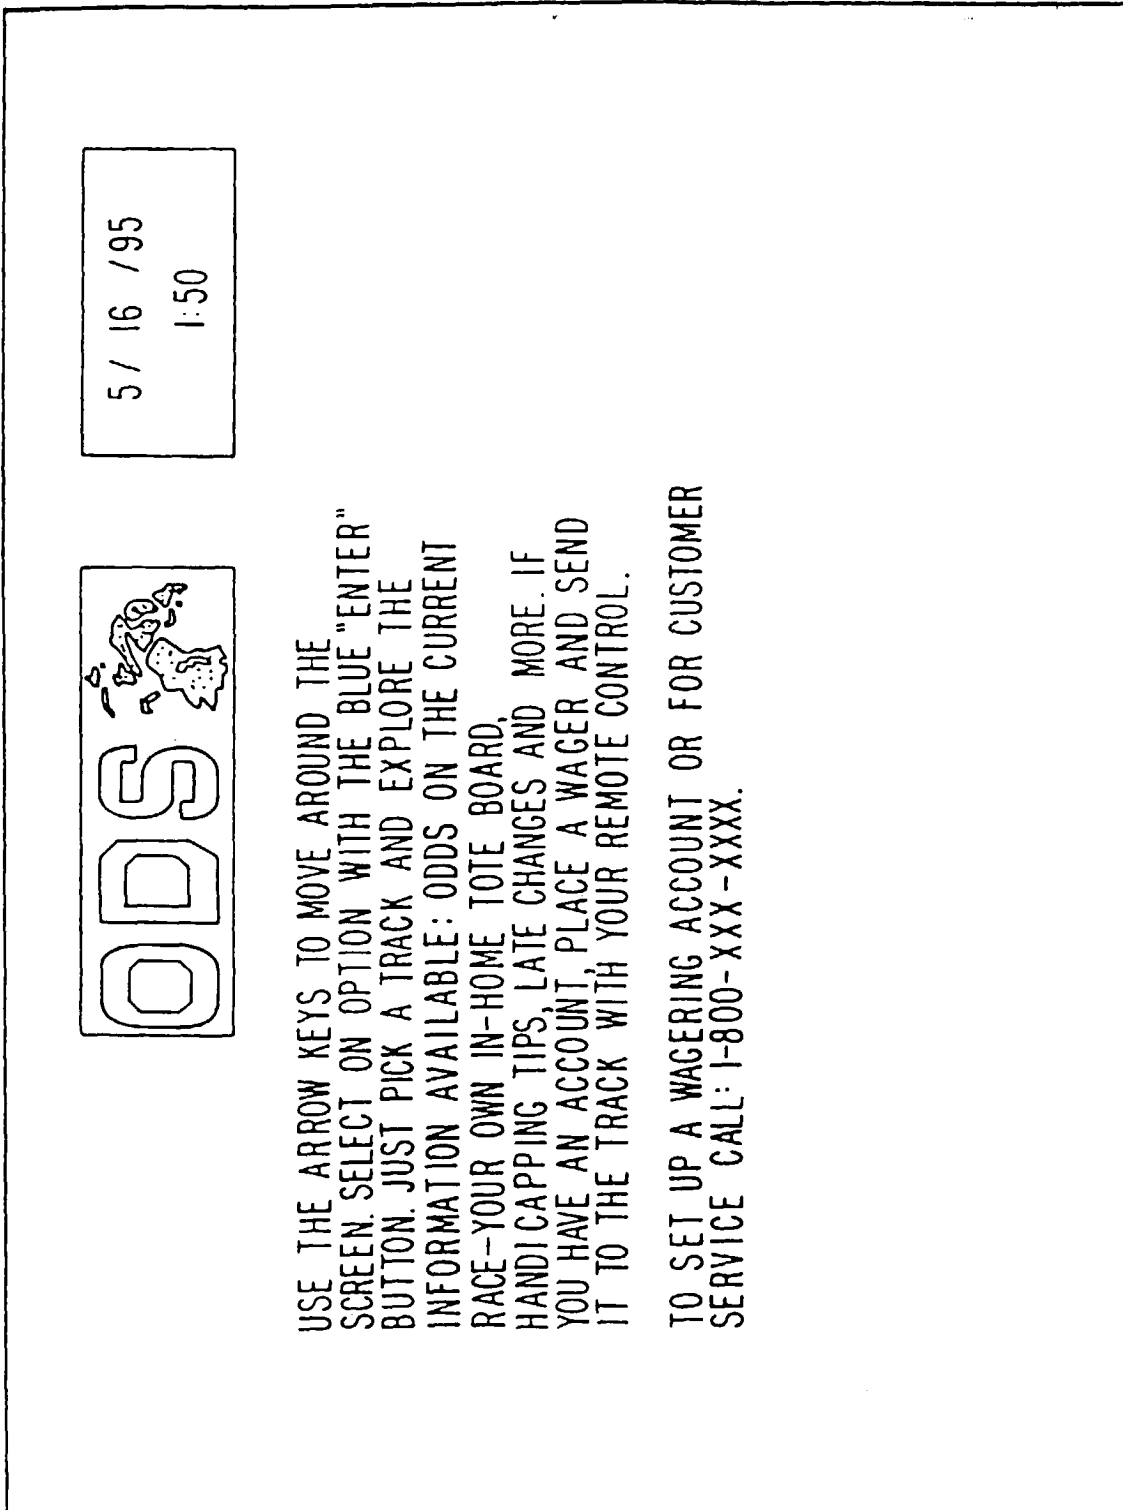 ODS
5/ 16 /95
1:50
USE THE ARROW KEYS TO MOVE AROUND THE
SCREEN. SELECT ON OPTION WITH THE BLUE "ENTER"
BUTTON. JUST PICK A TRACK AND EXPLORE THE
INFORMATION AVAILABLE: ODDS ON THE CURRENT
RACE-YOUR OWN IN-HOME TOTE BOARD,
HANDICAPPING TIPS, LATE CHANGES AND MORE. IF
YOU HAVE AN ACCOUNT, PLACE A WAGER AND SEND
IT TO THE TRACK WITH YOUR REMOTE CONTROL.
TO SET UP A WAGERING ACCOUNT OR FOR CUSTOMER
SERVICE CALL: 1-800-XXX-XXXX.